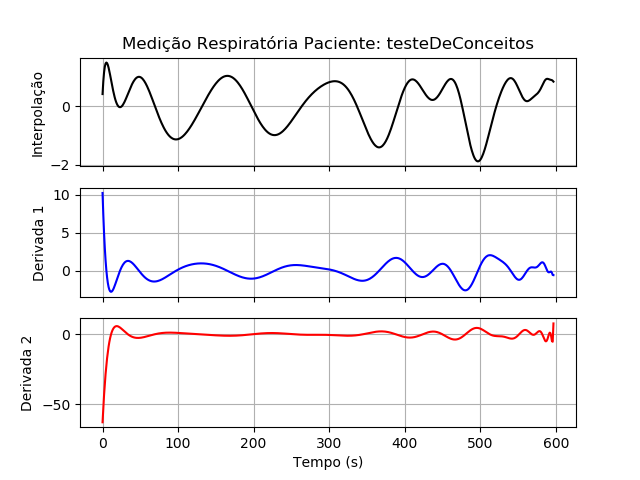 Medição Respiratória Paciente: testeDeConceitos
Interpolação
0
−2
Derivada 1
10
5
0
Derivada 2
0
−50
0 100 200 300 400 500 600
Tempo (s)